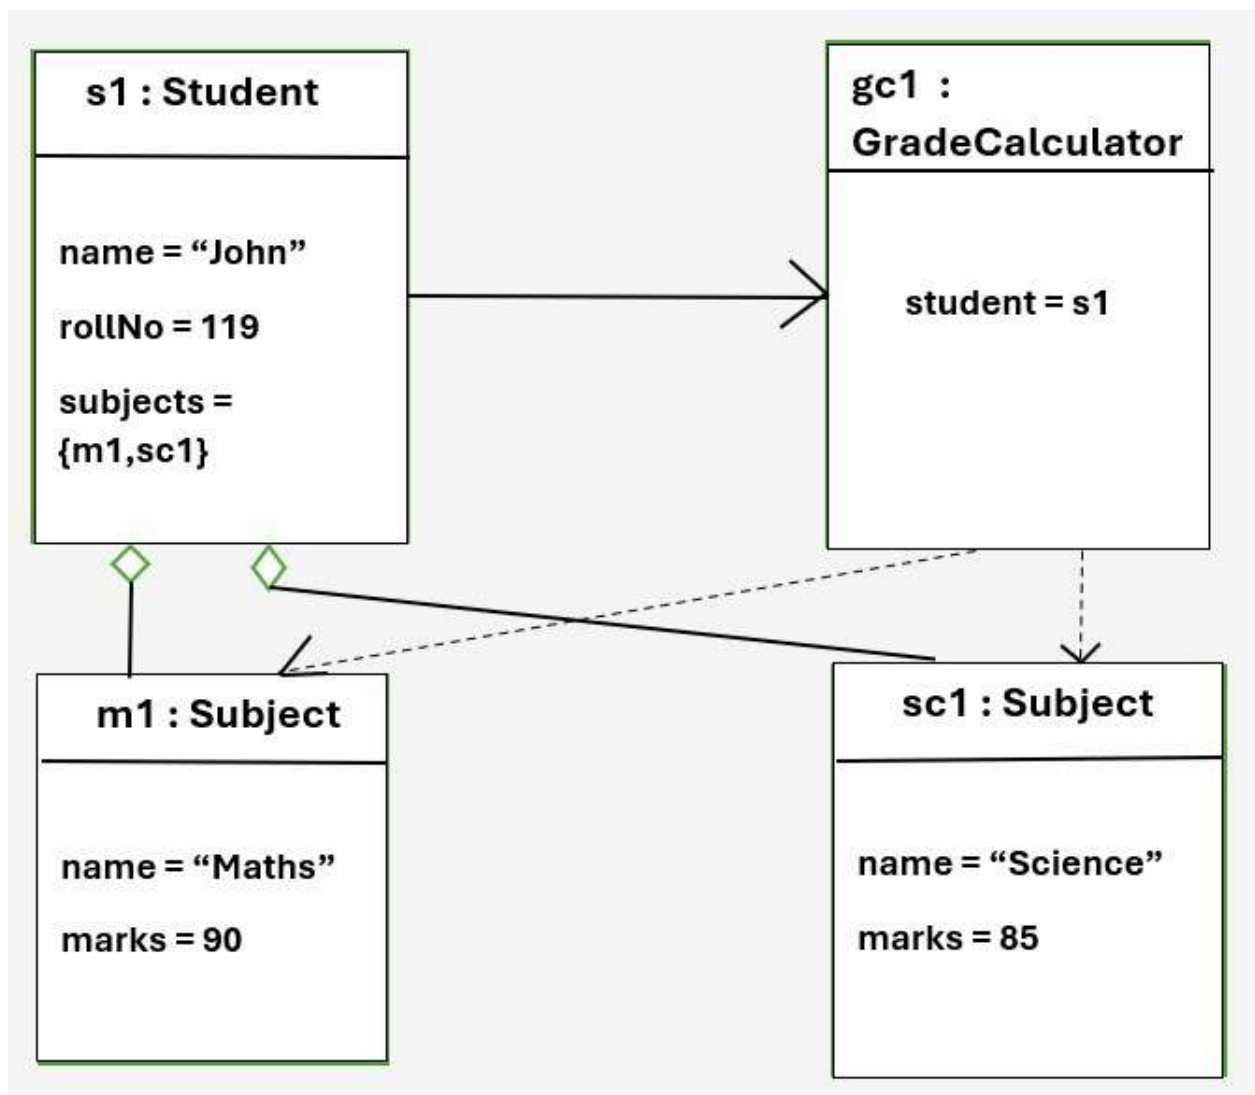 s1 : Student
name = “John”
rollNo = 119
subjects =
{m1,sc1}
gc1 :
GradeCalculator
student = s1
m1 : Subject
name = “Maths”
marks = 90
sc1 : Subject
name = “Science”
marks = 85